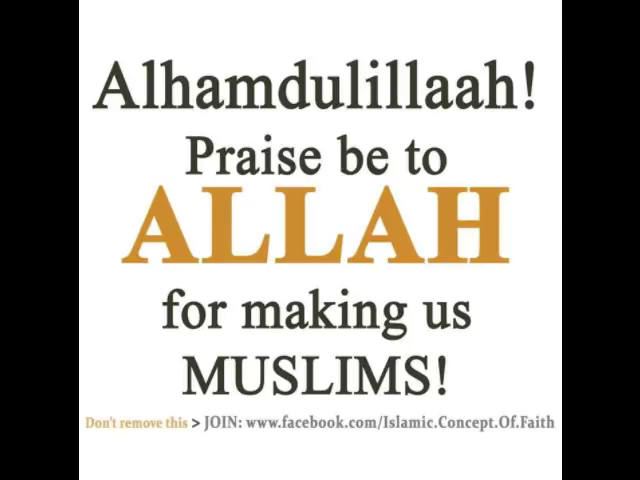 Alhamdulillaah!
Praise be to
ALLAH
for making us
MUSLIMS!
Don't remove this > JOIN: www.facebook.com/Islamic.Concept.Of.Faith